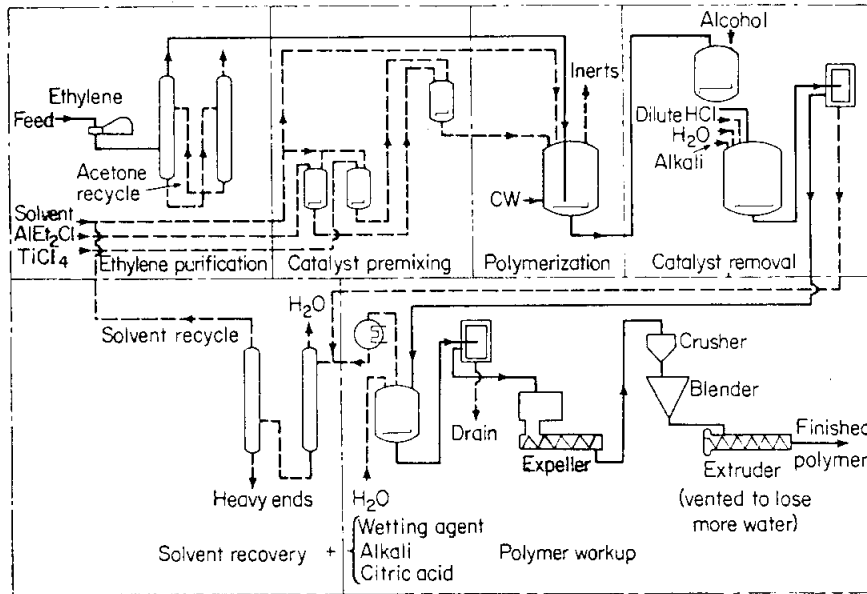 Alcohol
Inerts
Ethylene
Feed
Dilute HCl
H2O
Alkali
Acetone
recycle
CW
Solvent
AlEt2Cl
TiCl4
Ethylene purification
Catalyst premixing
Polymerization
Catalyst removal
H2O
Solvent recycle
Crusher
Blender
Drain
Finished
polymer
Expeller
Extruder
(vented to lose
more water)
Heavy ends
H2O
Wetting agent
Solvent recovery + Alkali
Polymer workup
Citric acid